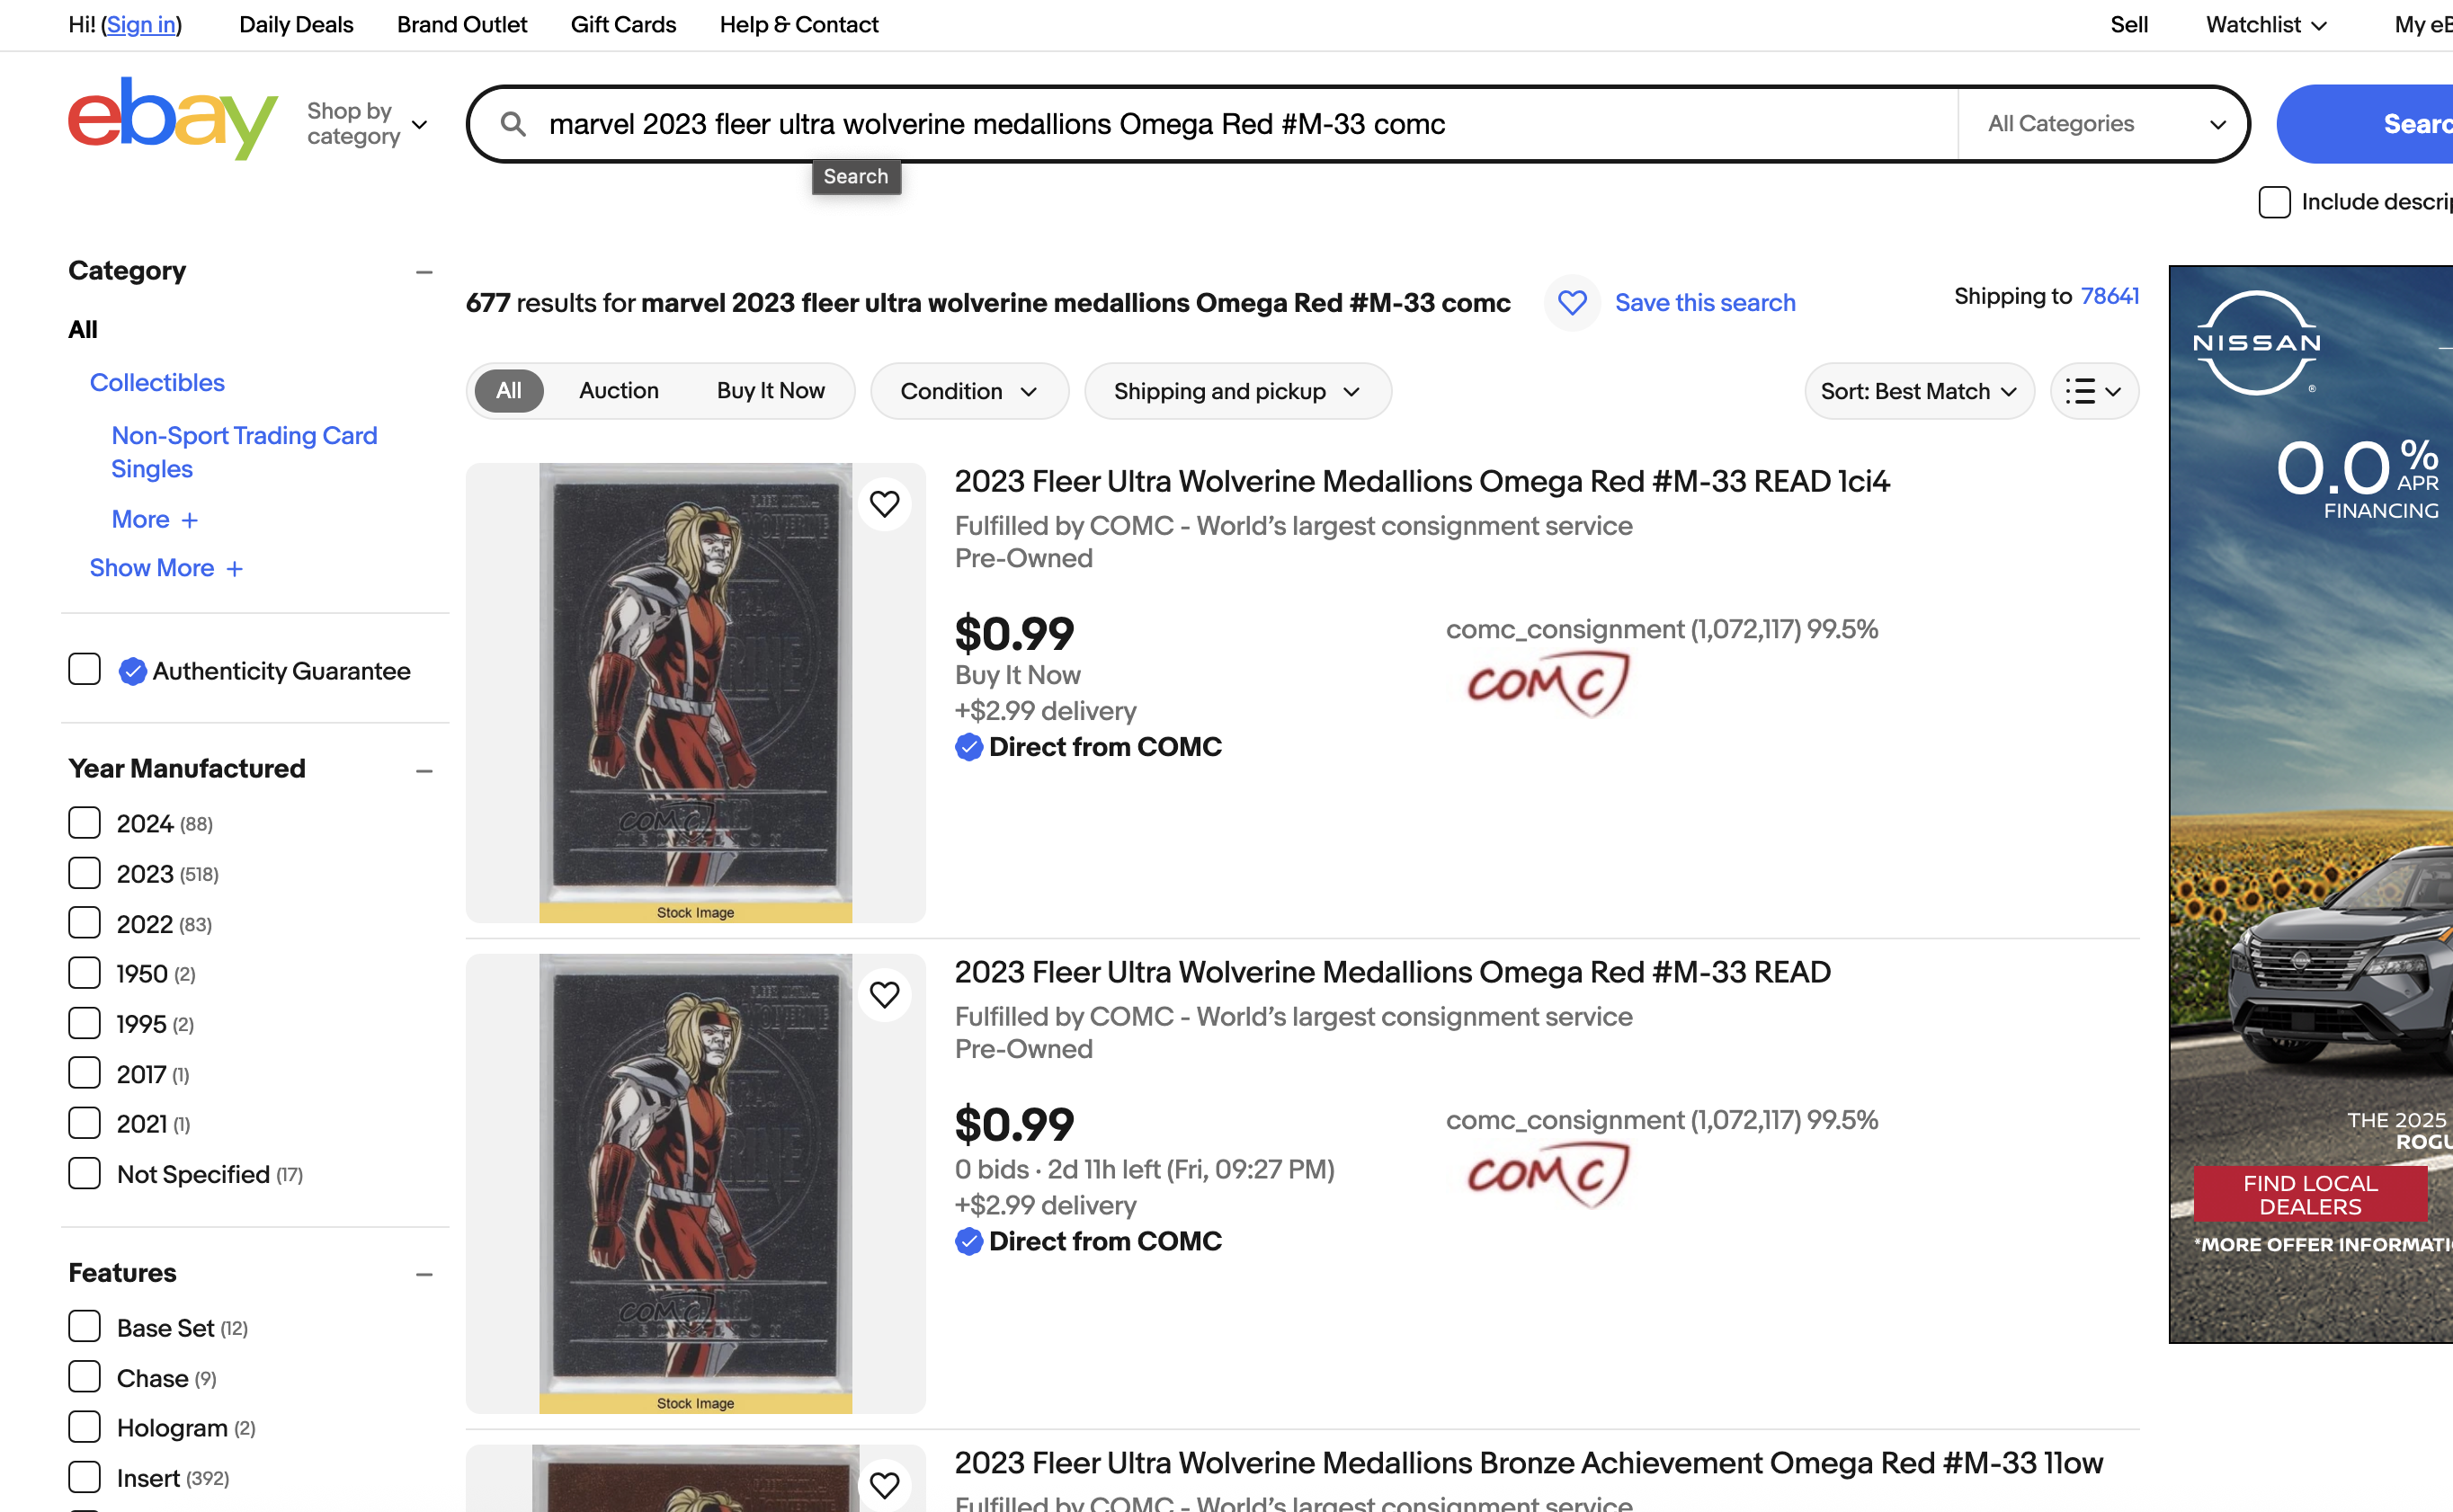 Hi! (Sign in) Daily Deals Brand Outlet Gift Cards Help & Contact Sell Watchlist
ebay
Shop by
category
marvel 2023 fleer ultra wolverine medallions Omega Red #M-33 comc
All Categories
Search
Include
Category
All
Collectibles
Non-Sport Trading Card
Singles
More +
Show More +
Authenticity Guarantee
Year Manufactured
2024 (88)
2023 (518)
2022 (83)
1950 (2)
1995 (2)
2017 (1)
2021 (1)
Not Specified (17)
Features
Base Set (12)
Chase (9)
Hologram (2)
Insert (392)
677 results for marvel 2023 fleer ultra wolverine medallions Omega Red #M-33 comc
Save this search
Shipping to 78641
All Auction Buy It Now
Condition
Shipping and pickup
Sort: Best Match
Stock Image
2023 Fleer Ultra Wolverine Medallions Omega Red #M-33 READ 1ci4
Fulfilled by COMC - World's largest consignment service
Pre-Owned
$0.99
Buy It Now
+$2.99 delivery
Direct from COMC
comc_consignment (1,072,117) 99.5%
COMC
Stock Image
2023 Fleer Ultra Wolverine Medallions Omega Red #M-33 READ
Fulfilled by COMC - World's largest consignment service
Pre-Owned
$0.99
0 bids · 2d 11h left (Fri, 09:27 PM)
+$2.99 delivery
Direct from COMC
comc_consignment (1,072,117) 99.5%
COMC
2023 Fleer Ultra Wolverine Medallions Bronze Achievement Omega Red #M-33 11ow
Fulfilled by COMC - World's largest consignment service
NISSAN
0.0%
APR
FINANCING
THE 2025
FIND LOCAL
DEALERS
*MORE OFFER